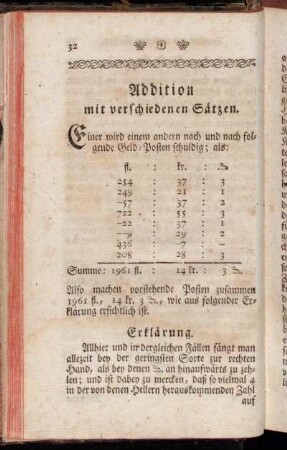 32
Addition
mit verschiedenen Sätzen.
Einer wird einem andern nach und nach fol-
gende Geld-Posten schuldig; als:
fl. : kr. : ₰
254 : 37 : 3
249 : 21 : 1
-57 : 37 : 2
722 : 55 : 3
-22 : 41 : 1
--9 : 29 : 2
436 : -7 : -
208 : 28 : 3
Summe: 1961 fl. : 14 kr. : 3 ₰.
Also machen vorstehende Posten zusammen
1961 fl., 14 kr. 3 ₰., wie aus folgender Er-
klärung ersichtlich ist.
Erklärung.
Allhier und in dergleichen Fällen fängt man
allezeit bey der geringsten Sorte zur rechten
Hand, als bey denen ₰. an hinaufwärts zu zeh-
len; und ist dabey zu mercken, daß so vielmal 4
in der von denen Hellern herauskommenden Zahl
auf